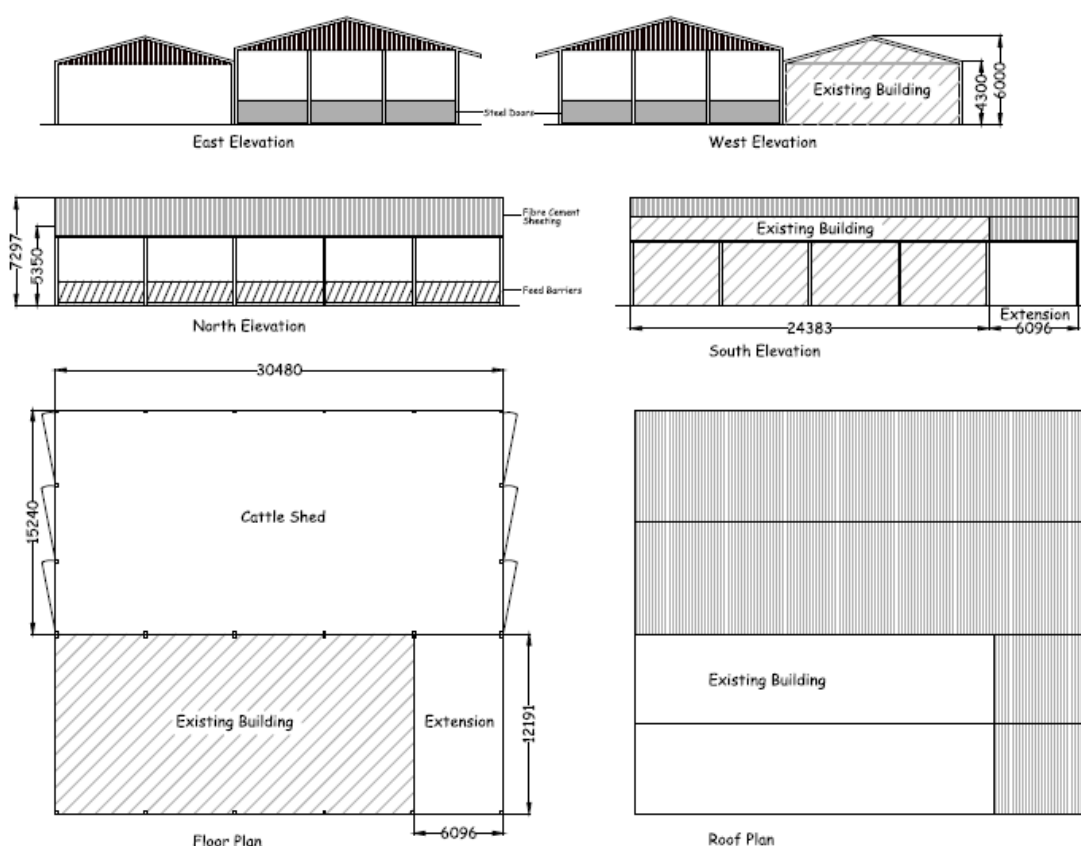 Existing Building
4300
6000
Steel Doors
East Elevation
West Elevation
7297
5350
Fibre Cement
Sheeting
Feed Barriers
North Elevation
Existing Building
Extension
24383
6096
South Elevation
30480
15240
Cattle Shed
Existing Building
Extension
12191
6096
Floor Plan
Existing Building
Roof Plan